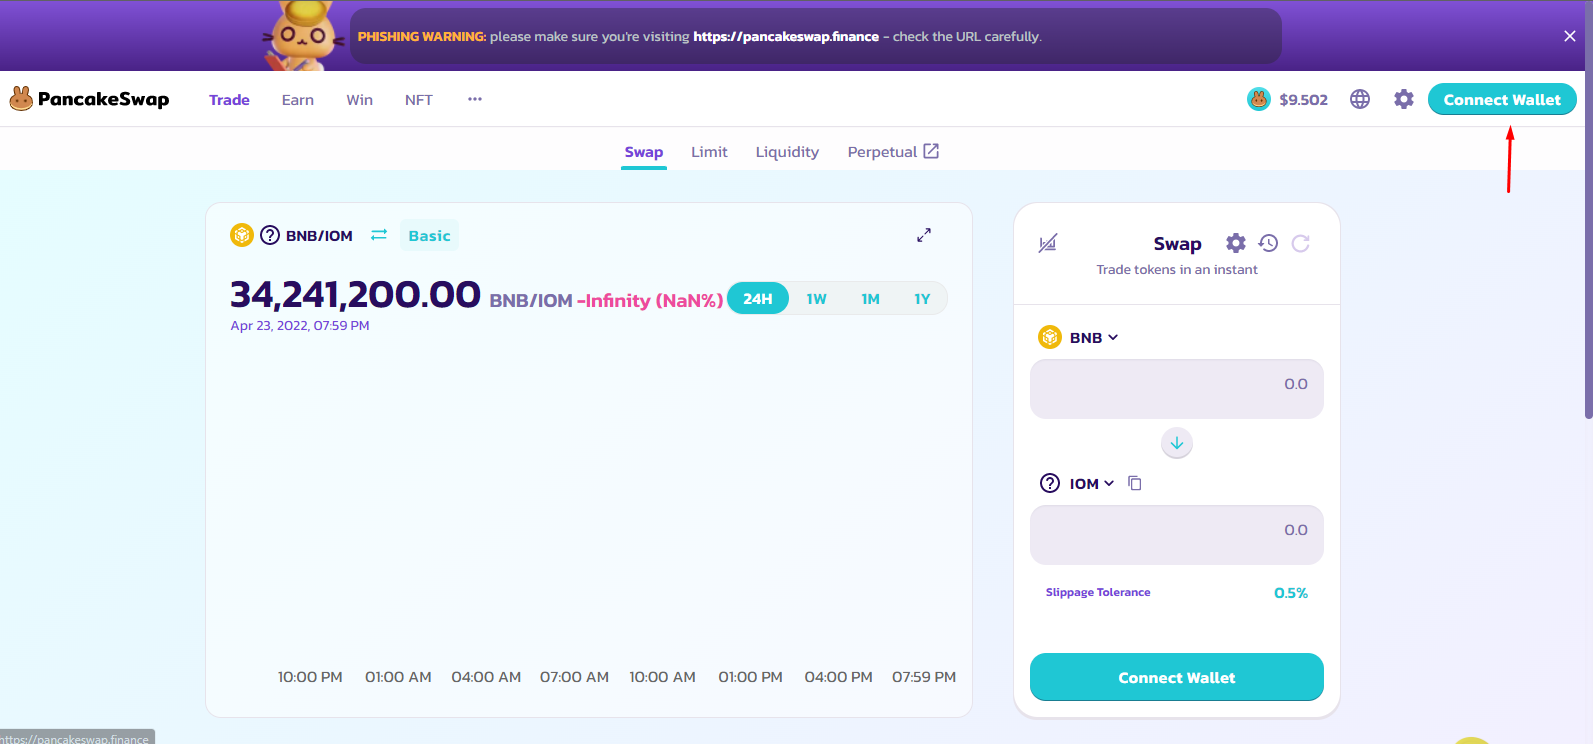 PHISHING WARNING: please make sure you're visiting https://pancakeswap.finance - check the URL carefully.
PancakeSwap Trade Earn Win NFT ... $9.502 Connect Wallet
Swap Limit Liquidity Perpetual
BNB/IOM Basic
34,241,200.00 BNB/IOM -Infinity (NaN%) 24H 1W 1M 1Y
Apr 23, 2022, 07:59 PM
10:00 PM 01:00 AM 04:00 AM 07:00 AM 10:00 AM 01:00 PM 04:00 PM 07:59 PM
Swap
Trade tokens in an instant
BNB
0.0
IOM
0.0
Slippage Tolerance 0.5%
Connect Wallet
https://pancakeswap.finance